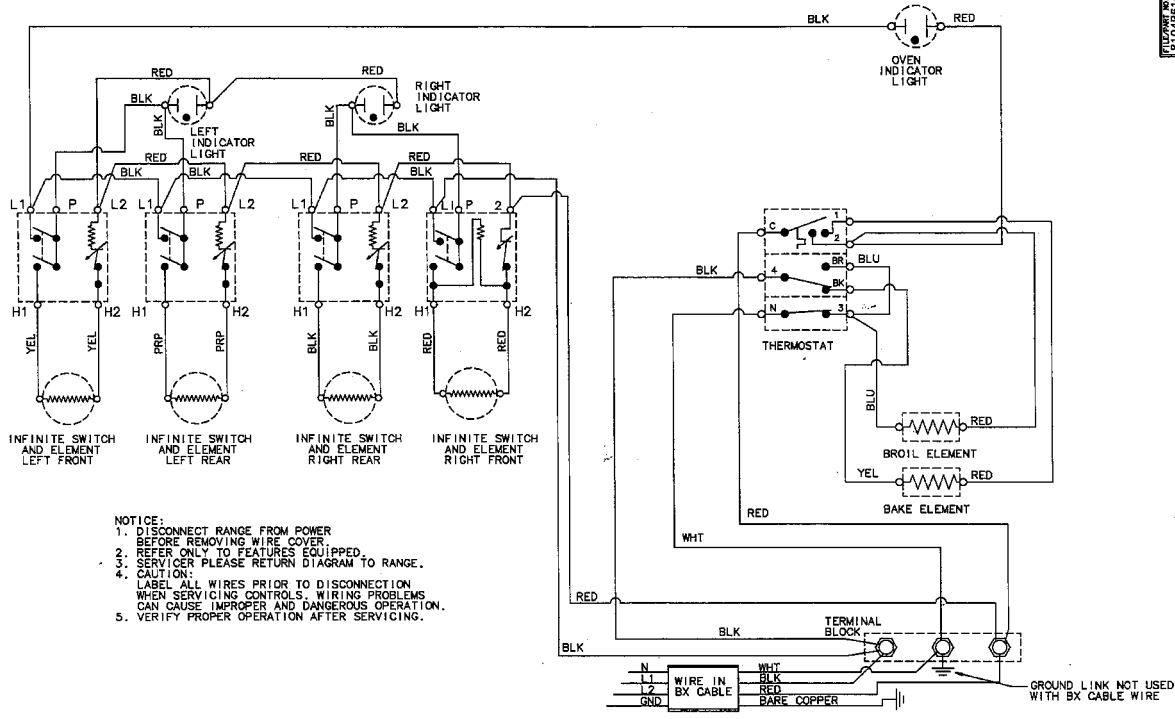 BLK
RED
FILE/PART NO
OVEN
INDICATOR
LIGHT
RED
RED
RIGHT
INDICATOR
LIGHT
BLK
BLK
BLK
BLK
LEFT
INDICATOR
LIGHT
RED
BLK
BLK
RED
BLK
RED
BLK
L1 P L2
L1 P L2
L1 P L2
L1 P 2
C 1
2
BLK
4 BR BLU
BK
N 3
THERMOSTAT
H1 H2
H1 H2
H1 H2
H1 H2
YEL YEL
PRP PRP
BLK BLK
RED RED
INFINITE SWITCH
AND ELEMENT
LEFT FRONT
INFINITE SWITCH
AND ELEMENT
LEFT REAR
INFINITE SWITCH
AND ELEMENT
RIGHT REAR
INFINITE SWITCH
AND ELEMENT
RIGHT FRONT
BLU
RED
BROIL ELEMENT
YEL
RED
BAKE ELEMENT
RED
WHT
NOTICE:
1. DISCONNECT RANGE FROM POWER
BEFORE REMOVING WIRE COVER.
2. REFER ONLY TO FEATURES EQUIPPED.
3. SERVICER PLEASE RETURN DIAGRAM TO RANGE.
4. CAUTION:
LABEL ALL WIRES PRIOR TO DISCONNECTION
WHEN SERVICING CONTROLS. WIRING PROBLEMS
CAN CAUSE IMPROPER AND DANGEROUS OPERATION.
5. VERIFY PROPER OPERATION AFTER SERVICING.
RED
TERMINAL
BLOCK
BLK
BLK
N WHT
L1 BLK
L2 RED
GND BARE COPPER
WIRE IN
BX CABLE
GROUND LINK NOT USED
WITH BX CABLE WIRE